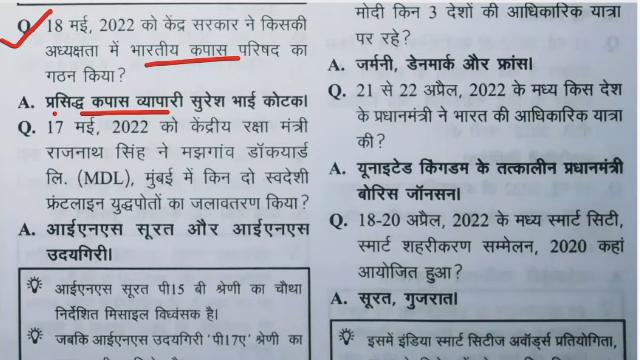 Q. 18 मई, 2022 को केंद्र सरकार ने किसकी
अध्यक्षता में भारतीय कपास परिषद का
गठन किया?
A. प्रसिद्ध कपास व्यापारी सुरेश भाई कोटक।
Q. 17 मई, 2022 को केंद्रीय रक्षा मंत्री
राजनाथ सिंह ने मझगांव डॉकयार्ड
लि. (MDL), मुंबई में किन दो स्वदेशी
फ्रंटलाइन युद्धपोतों का जलावतरण किया?
A. आईएनएस सूरत और आईएनएस
उदयगिरी।
आईएनएस सूरत पी15 बी श्रेणी का चौथा
निर्देशित मिसाइल विध्वंसक है।
जबकि आईएनएस उदयगिरी 'पी17ए' श्रेणी का
मोदी किन 3 देशों की आधिकारिक यात्रा
पर रहे?
A. जर्मनी, डेनमार्क और फ्रांस।
Q. 21 से 22 अप्रैल, 2022 के मध्य किस देश
के प्रधानमंत्री ने भारत की आधिकारिक यात्रा
की?
A. यूनाइटेड किंगडम के तत्कालीन प्रधानमंत्री
बोरिस जॉनसन।
Q. 18-20 अप्रैल, 2022 के मध्य स्मार्ट सिटी,
स्मार्ट शहरीकरण सम्मेलन, 2020 कहां
आयोजित हुआ?
A. सूरत, गुजरात।
इसमें इंडिया स्मार्ट सिटीज अवॉर्ड्स प्रतियोगिता,